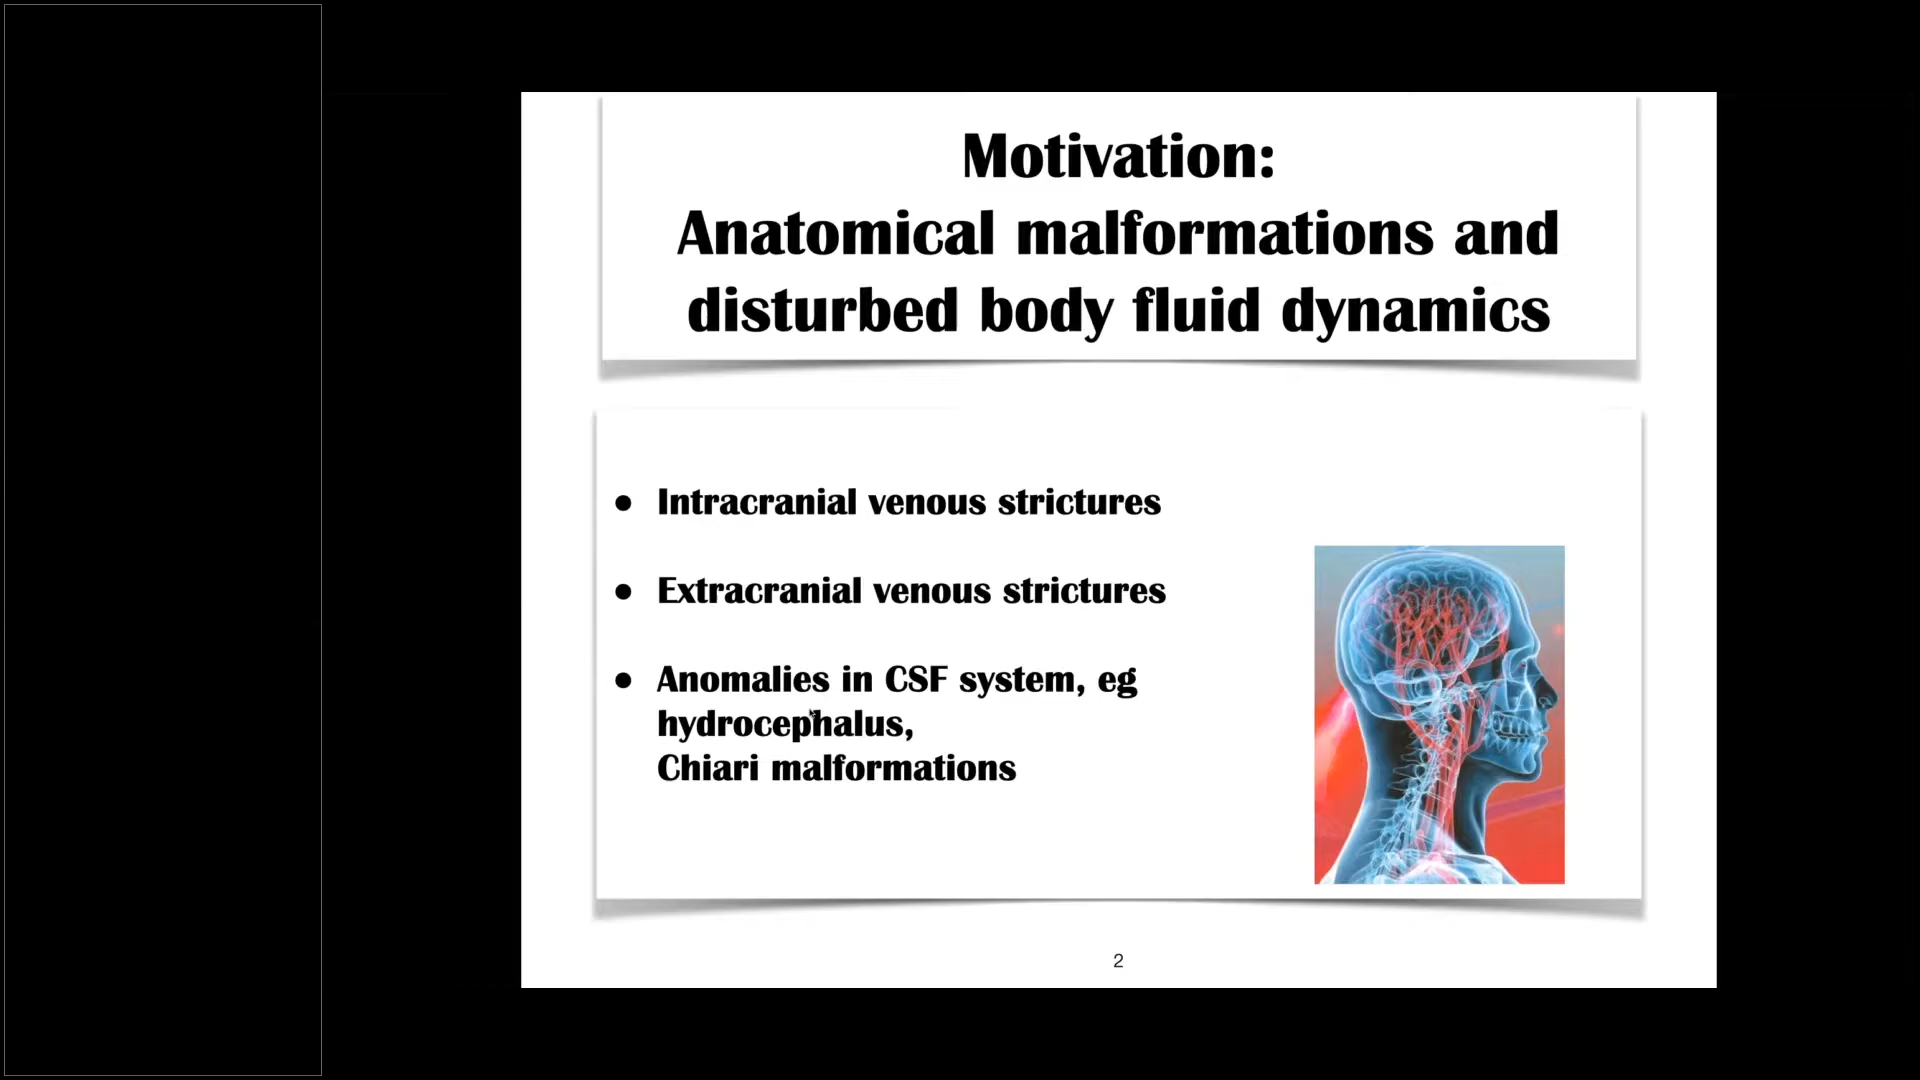 Motivation:
Anatomical malformations and
disturbed body fluid dynamics
● Intracranial venous strictures
● Extracranial venous strictures
● Anomalies in CSF system, eg
hydrocephalus,
Chiari malformations
2